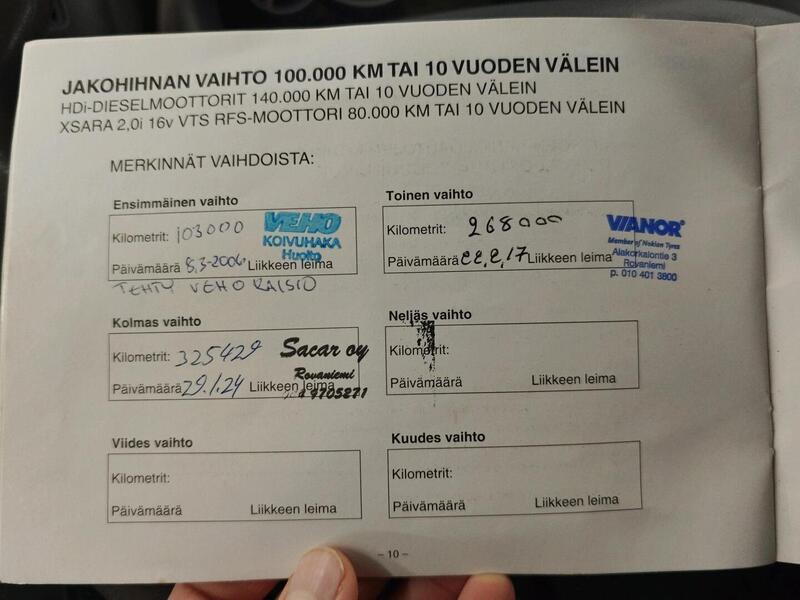 JAKOHIHNAN VAIHTO 100.000 KM TAI 10 VUODEN VÄLEIN
HDi-DIESELMOOTTORIT 140.000 KM TAI 10 VUODEN VÄLEIN
XSARA 2,0i 16v VTS RFS-MOOTTORI 80.000 KM TAI 10 VUODEN VÄLEIN
MERKINNÄT VAIHDOISTA:
Ensimmäinen vaihto
Kilometrit: 103000
VEHO
KOIVUHAKA
Huolto
Päivämäärä 8,3-2006 Liikkeen leima
TEHTY VEHO KAISIO
Toinen vaihto
Kilometrit: 268000
VIANOR
Member of Nokian Tyres
Alakorkalontie 3
Rovaniemi
p. 010 401 3800
Päivämäärä 22,2,17 Liikkeen leima
Kolmas vaihto
Kilometrit: 325429
Sacar oy
Rovaniemi
Päivämäärä 29.1.24 Liikkeen leima
Neljäs vaihto
Kilometrit:
Päivämäärä Liikkeen leima
Viides vaihto
Kilometrit:
Päivämäärä Liikkeen leima
Kuudes vaihto
Kilometrit:
Päivämäärä Liikkeen leima
– 10 –